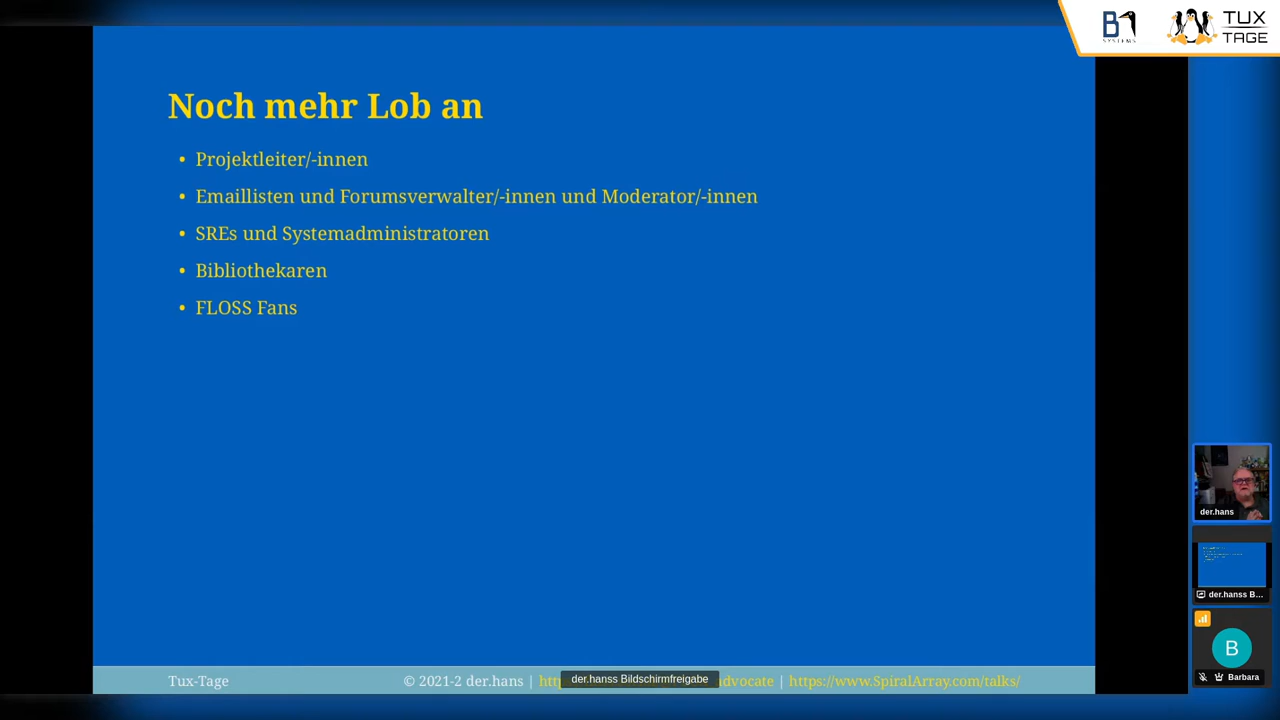 B1
SYSTEMS
TUX
TAGE
Noch mehr Lob an
• Projektleiter/-innen
• Emaillisten und Forumsverwalter/-innen und Moderator/-innen
• SREs und Systemadministratoren
• Bibliothekaren
• FLOSS Fans
der.hans
der.hanss B...
B
Barbara
Tux-Tage
© 2021-2 der.hans | advocate | https://www.SpiralArray.com/talks/
der.hanss Bildschirmfreigabe